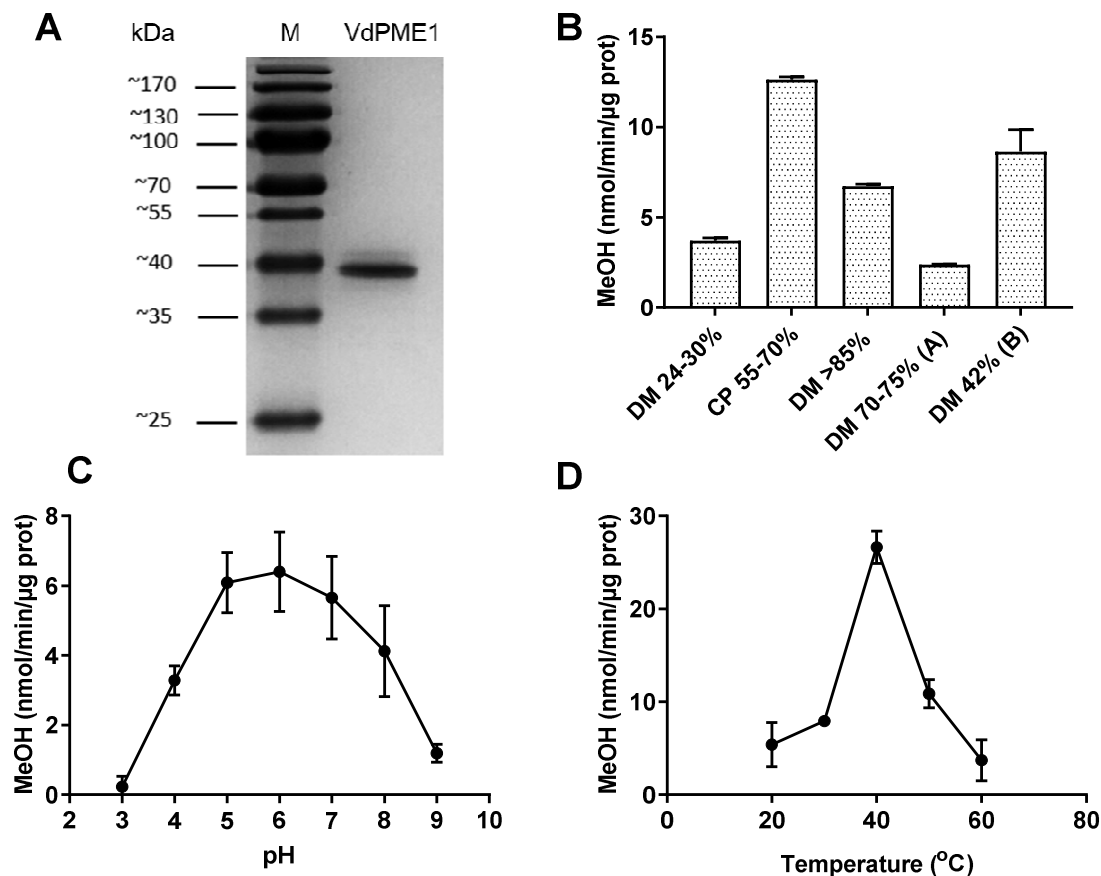 A
kDa M VdPME1
~170
~130
~100
~70
~55
~40
~35
~25
B
MeOH (nmol/min/µg prot)
15
10
5
0
DM 24-30%
CP 55-70%
DM >85%
DM 70-75% (A)
DM 42% (B)
C
MeOH (nmol/min/µg prot)
8
6
4
2
0
2 3 4 5 6 7 8 9 10
pH
D
MeOH (nmol/min/µg prot)
30
20
10
0
0 20 40 60 80
Temperature (°C)